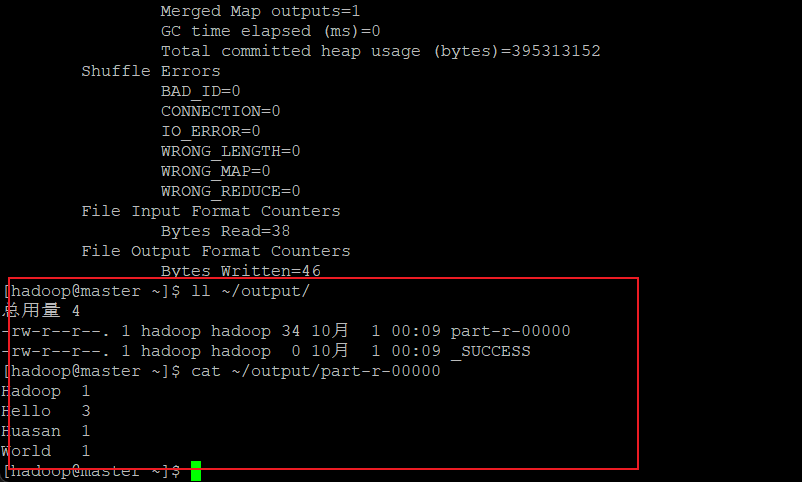 Merged Map outputs=1
GC time elapsed (ms)=0
Total committed heap usage (bytes)=395313152
Shuffle Errors
BAD_ID=0
CONNECTION=0
IO_ERROR=0
WRONG_LENGTH=0
WRONG_MAP=0
WRONG_REDUCE=0
File Input Format Counters
Bytes Read=38
File Output Format Counters
Bytes Written=46
[hadoop@master ~]$ ll ~/output/
总用量 4
-rw-r--r--. 1 hadoop hadoop 34 10月  1 00:09 part-r-00000
-rw-r--r--. 1 hadoop hadoop  0 10月  1 00:09 _SUCCESS
[hadoop@master ~]$ cat ~/output/part-r-00000
Hadoop  1
Hello   3
Huasan  1
World   1
[hadoop@master ~]$